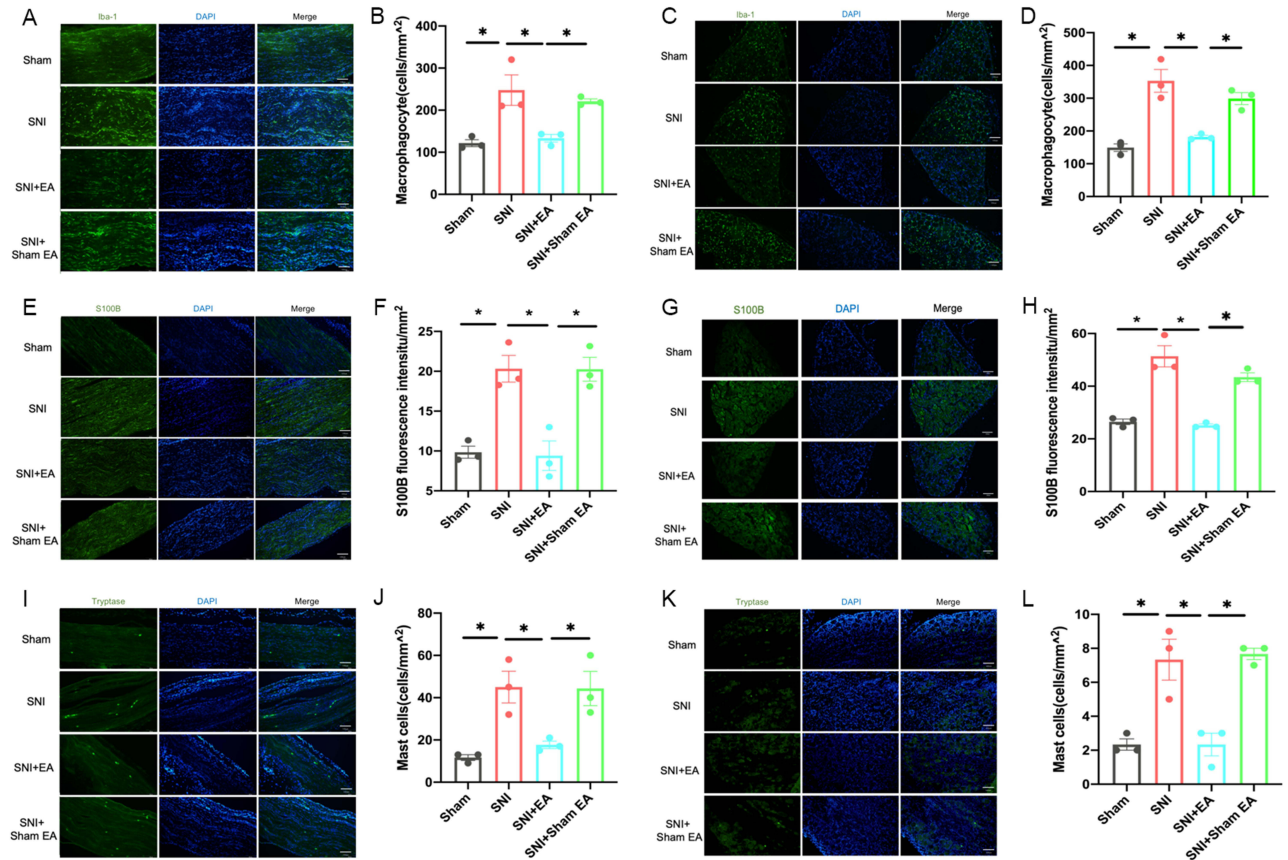 A
Iba-1 DAPI Merge
Sham
SNI
SNI+EA
SNI+
Sham EA
B
Macrophagocyte(cells/mm^2)
400
300
200
100
0
* * *
Sham SNI SNI+EA SNI+Sham EA
C
Iba-1 DAPI Merge
Sham
SNI
SNI+EA
SNI+
Sham EA
D
Macrophagocyte(cells/mm^2)
500
400
300
200
100
0
* * *
Sham SNI SNI+EA SNI+Sham EA
E
S100B DAPI Merge
Sham
SNI
SNI+EA
SNI+
Sham EA
F
S100B fluorescence intensitu/mm2
25
20
15
10
5
* * *
Sham SNI SNI+EA SNI+Sham EA
G
S100B DAPI Merge
Sham
SNI
SNI+EA
SNI+
Sham EA
H
S100B fluorescence intensitu/mm2
60
40
20
0
* * *
Sham SNI SNI+EA SNI+Sham EA
I
Tryptase DAPI Merge
Sham
SNI
SNI+EA
SNI+
Sham EA
J
Mast cells(cells/mm^2)
80
60
40
20
0
* * *
Sham SNI SNI+EA SNI+Sham EA
K
Tryptase DAPI Merge
Sham
SNI
SNI+EA
SNI+
Sham EA
L
Mast cells(cells/mm^2)
10
8
6
4
2
0
* * *
Sham SNI SNI+EA SNI+Sham EA